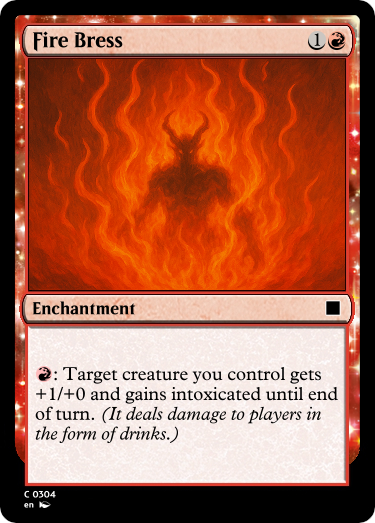 Fire Bress 1
Enchantment
: Target creature you control gets
+1/+0 and gains intoxicated until end
of turn. (It deals damage to players in
the form of drinks.)
C 0304
en